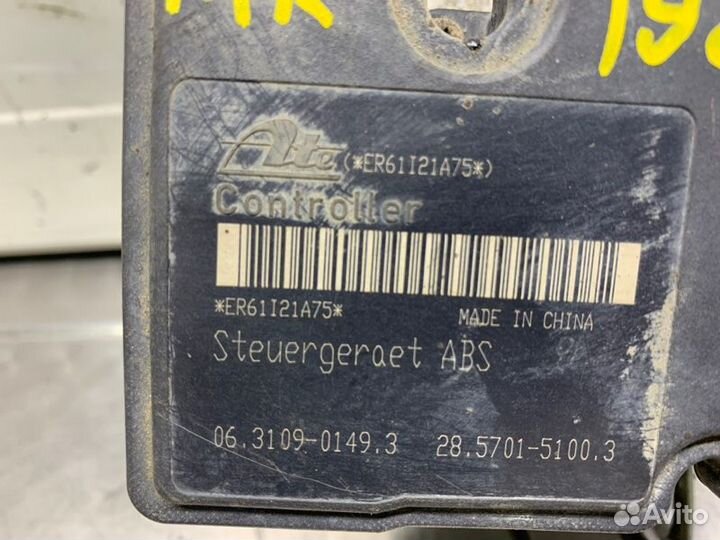 Ate (*ER61I21A75*)
Controller
*ER61I21A75* MADE IN CHINA
Steuergeraet ABS
06.3109-0149.3 28.5701-5100.3
Avito